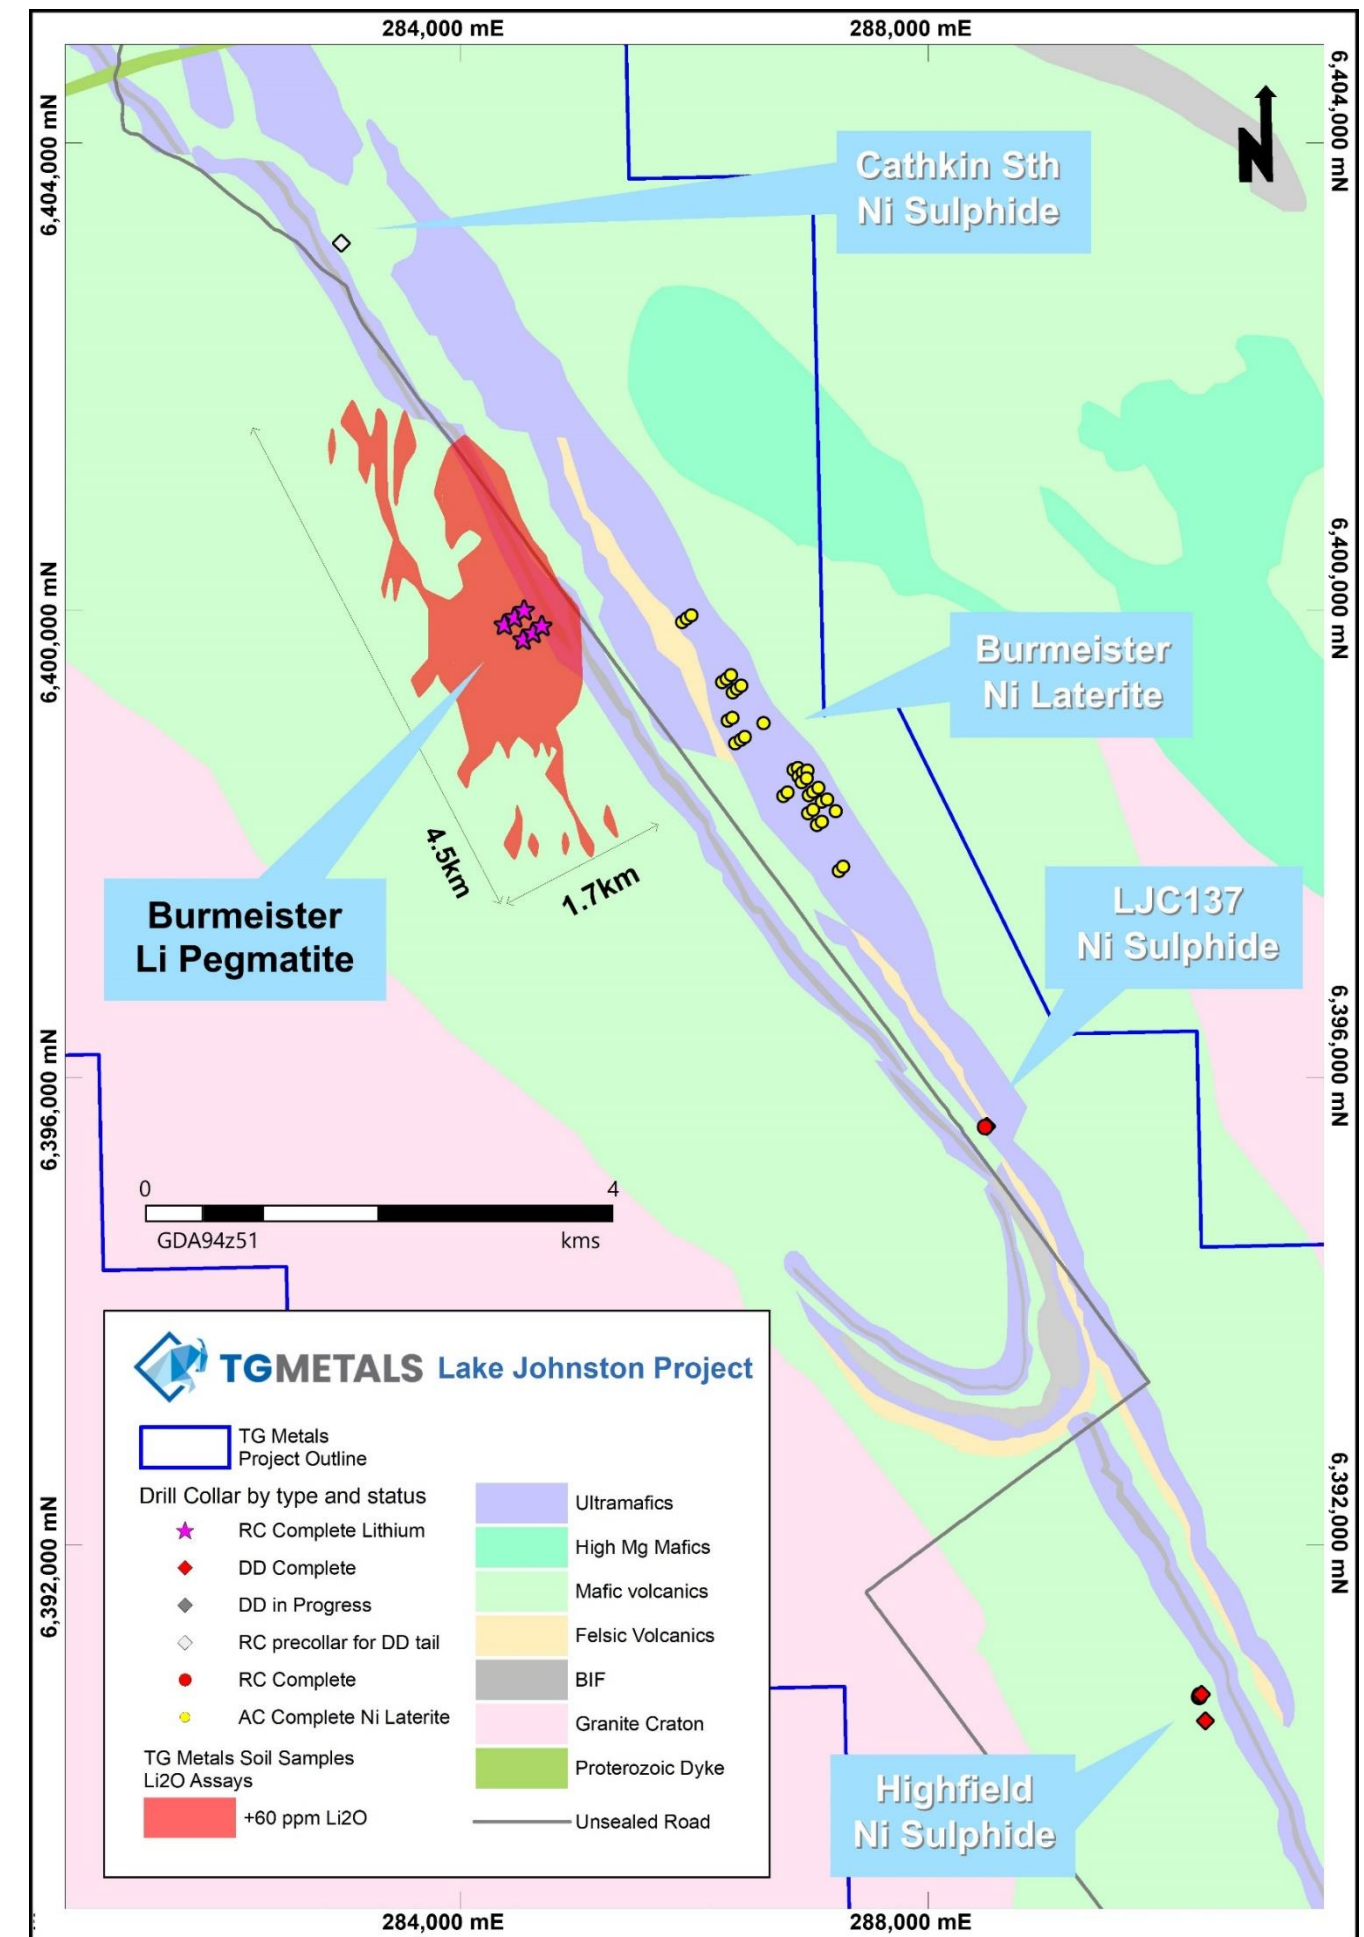 284,000 mE
288,000 mE
6,404,000 mN
6,404,000 mN
N
Cathkin Sth
Ni Sulphide
6,400,000 mN
6,400,000 mN
Burmeister
Ni Laterite
4.5km
1.7km
Burmeister
Li Pegmatite
LJC137
Ni Sulphide
6,396,000 mN
6,396,000 mN
0
4
GDA94z51
kms
TGMETALS Lake Johnston Project
TG Metals
Project Outline
Drill Collar by type and status
RC Complete Lithium
DD Complete
DD in Progress
RC precollar for DD tail
RC Complete
AC Complete Ni Laterite
TG Metals Soil Samples
Li2O Assays
+60 ppm Li2O
Ultramafics
High Mg Mafics
Mafic volcanics
Felsic Volcanics
BIF
Granite Craton
Proterozoic Dyke
Unsealed Road
6,392,000 mN
6,392,000 mN
Highfield
Ni Sulphide
284,000 mE
288,000 mE